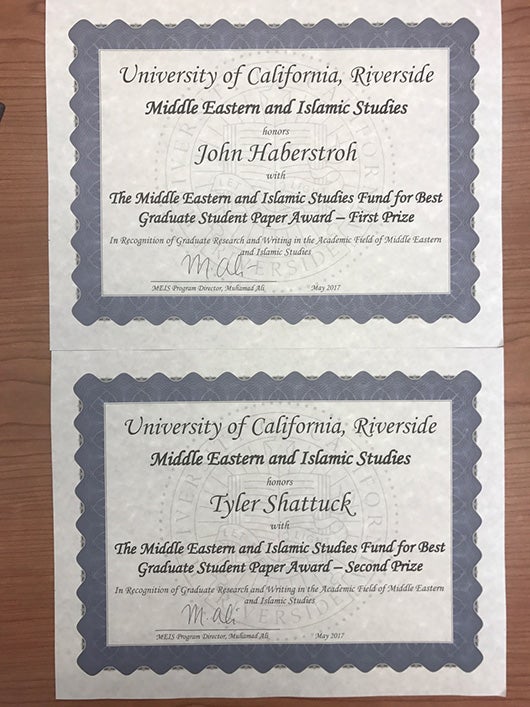 University of California, Riverside
Middle Eastern and Islamic Studies
honors
John Haberstroh
with
The Middle Eastern and Islamic Studies Fund for Best
Graduate Student Paper Award – First Prize
In Recognition of Graduate Research and Writing in the Academic Field of Middle Eastern
and Islamic Studies
M. Ali
MEIS Program Director, Muhamad Ali
May 2017
University of California, Riverside
Middle Eastern and Islamic Studies
honors
Tyler Shattuck
with
The Middle Eastern and Islamic Studies Fund for Best
Graduate Student Paper Award – Second Prize
In Recognition of Graduate Research and Writing in the Academic Field of Middle Eastern
and Islamic Studies
M. Ali
MEIS Program Director, Muhamad Ali
May 2017